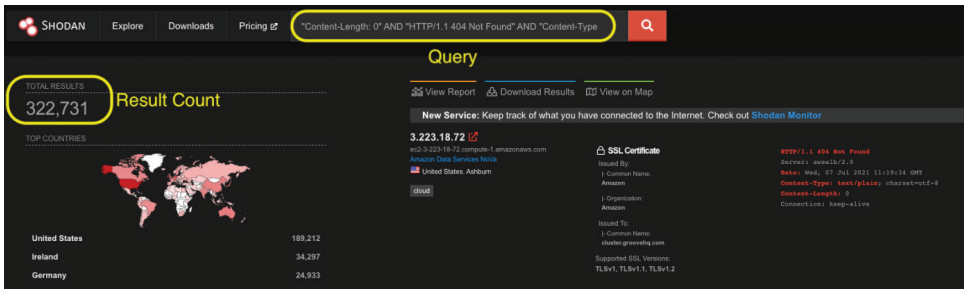 SHODAN Explore Downloads Pricing "Content-Length: 0" AND "HTTP/1.1 404 Not Found" AND "Content-Type
Query
TOTAL RESULTS
322,731
Result Count
TOP COUNTRIES
United States 189,212
Ireland 34,297
Germany 24,933
View Report Download Results View on Map
New Service: Keep track of what you have connected to the Internet. Check out Shodan Monitor
3.223.18.72
ec2-3-223-18-72.compute-1.amazonaws.com
Amazon Data Services NoVa
United States, Ashburn
cloud
SSL Certificate
Issued By:
|- Common Name:
Amazon
|- Organization:
Amazon
Issued To:
|- Common Name:
cluster.groovehq.com
Supported SSL Versions:
TLSv1, TLSv1.1, TLSv1.2
HTTP/1.1 404 Not Found
Server: awselb/2.0
Date: Wed, 07 Jul 2021 11:19:34 GMT
Content-Type: text/plain; charset=utf-8
Content-Length: 0
Connection: keep-alive